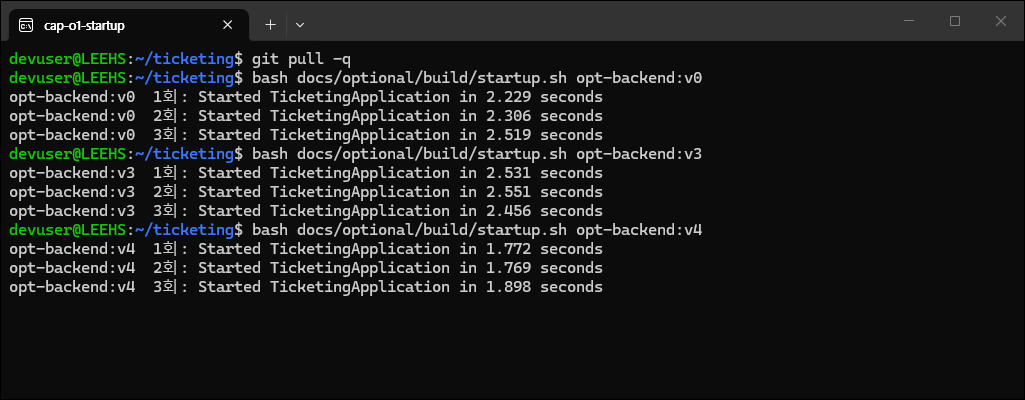 cap-o1-startup
devuser@LEEHS:~/ticketing$ git pull -q
devuser@LEEHS:~/ticketing$ bash docs/optional/build/startup.sh opt-backend:v0
opt-backend:v0  1회: Started TicketingApplication in 2.229 seconds
opt-backend:v0  2회: Started TicketingApplication in 2.306 seconds
opt-backend:v0  3회: Started TicketingApplication in 2.519 seconds
devuser@LEEHS:~/ticketing$ bash docs/optional/build/startup.sh opt-backend:v3
opt-backend:v3  1회: Started TicketingApplication in 2.531 seconds
opt-backend:v3  2회: Started TicketingApplication in 2.551 seconds
opt-backend:v3  3회: Started TicketingApplication in 2.456 seconds
devuser@LEEHS:~/ticketing$ bash docs/optional/build/startup.sh opt-backend:v4
opt-backend:v4  1회: Started TicketingApplication in 1.772 seconds
opt-backend:v4  2회: Started TicketingApplication in 1.769 seconds
opt-backend:v4  3회: Started TicketingApplication in 1.898 seconds